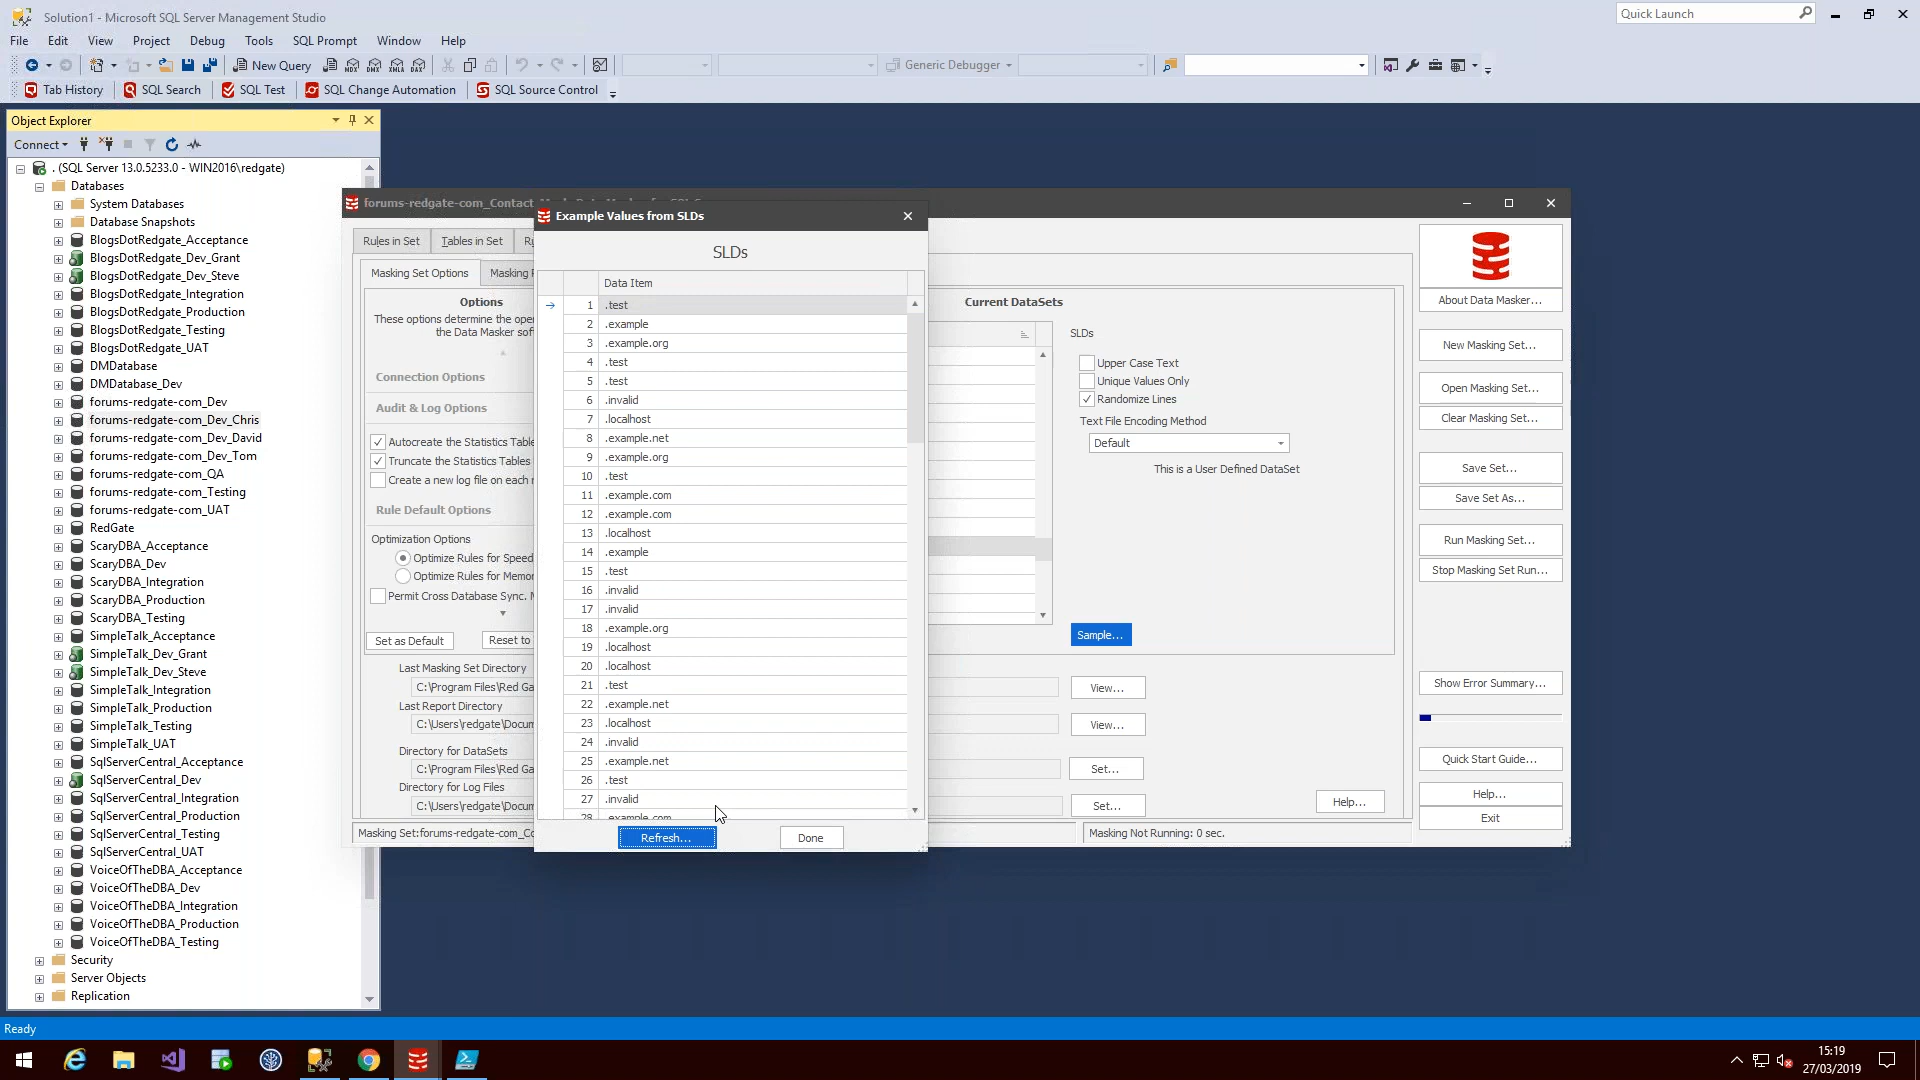 Solution1 - Microsoft SQL Server Management Studio
Quick Launch
File Edit View Project Debug Tools SQL Prompt Window Help
New Query
Generic Debugger
Tab History SQL Search SQL Test SQL Change Automation SQL Source Control
Object Explorer
Connect
. (SQL Server 13.0.5233.0 - WIN2016\redgate)
Databases
System Databases
Database Snapshots
BlogsDotRedgate_Acceptance
BlogsDotRedgate_Dev_Grant
BlogsDotRedgate_Dev_Steve
BlogsDotRedgate_Integration
BlogsDotRedgate_Production
BlogsDotRedgate_Testing
BlogsDotRedgate_UAT
DMDatabase
DMDatabase_Dev
forums-redgate-com_Dev
forums-redgate-com_Dev_Chris
forums-redgate-com_Dev_David
forums-redgate-com_Dev_Tom
forums-redgate-com_QA
forums-redgate-com_Testing
forums-redgate-com_UAT
RedGate
ScaryDBA_Acceptance
ScaryDBA_Dev
ScaryDBA_Integration
ScaryDBA_Production
ScaryDBA_Testing
SimpleTalk_Acceptance
SimpleTalk_Dev_Grant
SimpleTalk_Dev_Steve
SimpleTalk_Integration
SimpleTalk_Production
SimpleTalk_Testing
SimpleTalk_UAT
SqlServerCentral_Acceptance
SqlServerCentral_Dev
SqlServerCentral_Integration
SqlServerCentral_Production
SqlServerCentral_Testing
SqlServerCentral_UAT
VoiceOfTheDBA_Acceptance
VoiceOfTheDBA_Dev
VoiceOfTheDBA_Integration
VoiceOfTheDBA_Production
VoiceOfTheDBA_Testing
Security
Server Objects
Replication
forums-redgate-com_Contact
Rules in Set Tables in Set
Masking Set Options Masking
Options
These options determine the
the Data Masker
Connection Options
Audit & Log Options
Autocreate the Statistics
Truncate the Statistics Tables
Create a new log file on each
Rule Default Options
Optimization Options
Optimize Rules for Speed
Optimize Rules for
Permit Cross Database Sync.
Set as Default Reset to
Last Masking Set Directory
C:\Program Files\Red
Last Report Directory
C:\Users\redgate\
Directory for DataSets
C:\Program Files\Red
Directory for Log Files
C:\Users\redgate\
Masking Set:forums-redgate-com_
Example Values from SLDs
SLDs
Data Item
1 .test
2 .example
3 .example.org
4 .test
5 .test
6 .invalid
7 .localhost
8 .example.net
9 .example.org
10 .test
11 .example.com
12 .example.com
13 .localhost
14 .example
15 .test
16 .invalid
17 .invalid
18 .example.org
19 .localhost
20 .localhost
21 .test
22 .example.net
23 .localhost
24 .invalid
25 .example.net
26 .test
27 .invalid
28 .example.com
Refresh... Done
Current DataSets
SLDs
Upper Case Text
Unique Values Only
Randomize Lines
Text File Encoding Method
Default
This is a User Defined DataSet
Sample...
View...
View...
Set...
Set...
Help...
Masking Not Running: 0 sec.
About Data Masker...
New Masking Set...
Open Masking Set...
Clear Masking Set...
Save Set...
Save Set As...
Run Masking Set...
Stop Masking Set Run...
Show Error Summary...
Quick Start Guide...
Help...
Exit
Ready
15:19
27/03/2019